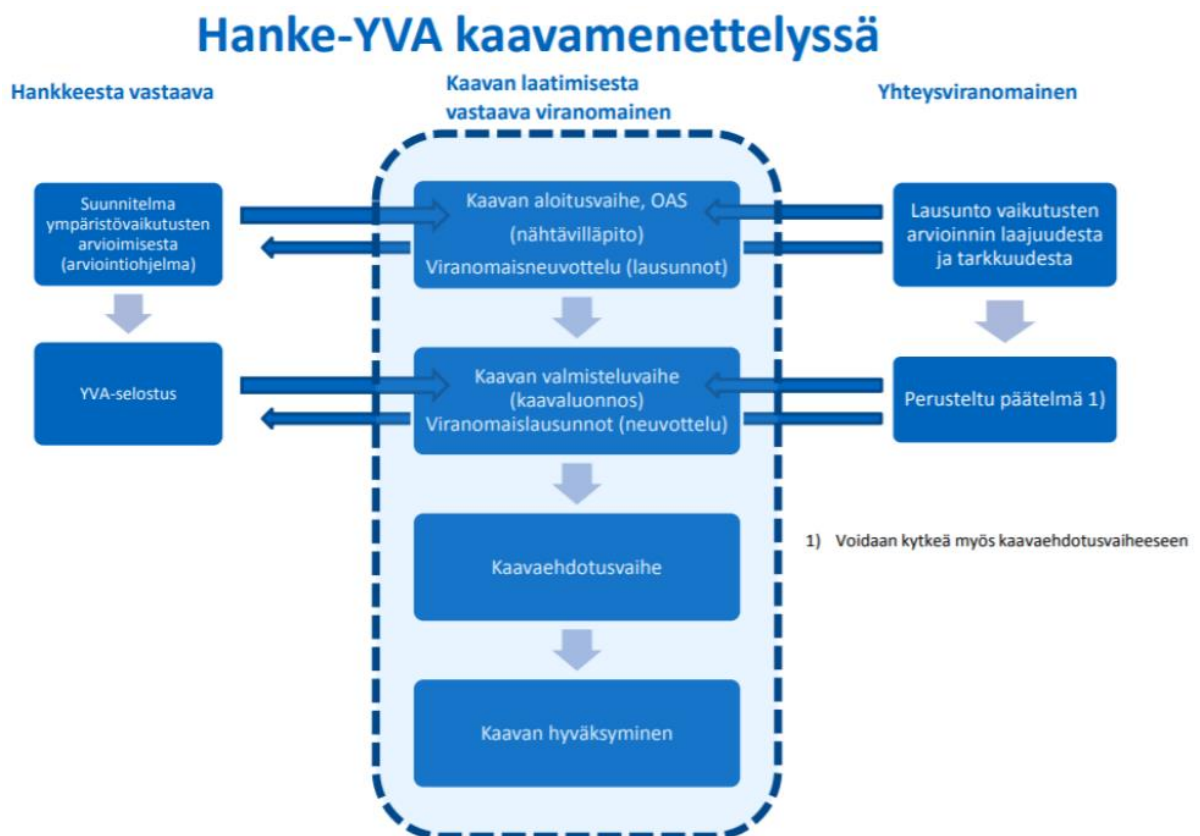 Hanke-YVA kaavamenettelyssä
Hankkeesta vastaava
Kaavan laatimisesta
vastaava viranomainen
Yhteysviranomainen
Suunnitelma
ympäristövaikutusten
arvioimisesta
(arviointiohjelma)
Kaavan aloitusvaihe, OAS
(nähtävilläpito)
Viranomaisneuvottelu (lausunnot)
Lausunto vaikutusten
arvioinnin laajuudesta
ja tarkkuudesta
YVA-selostus
Kaavan valmisteluvaihe
(kaavaluonnos)
Viranomaislausunnot (neuvottelu)
Perusteltu päätelmä 1)
Kaavaehdotusvaihe
1) Voidaan kytkeä myös kaavaehdotusvaiheeseen
Kaavan hyväksyminen